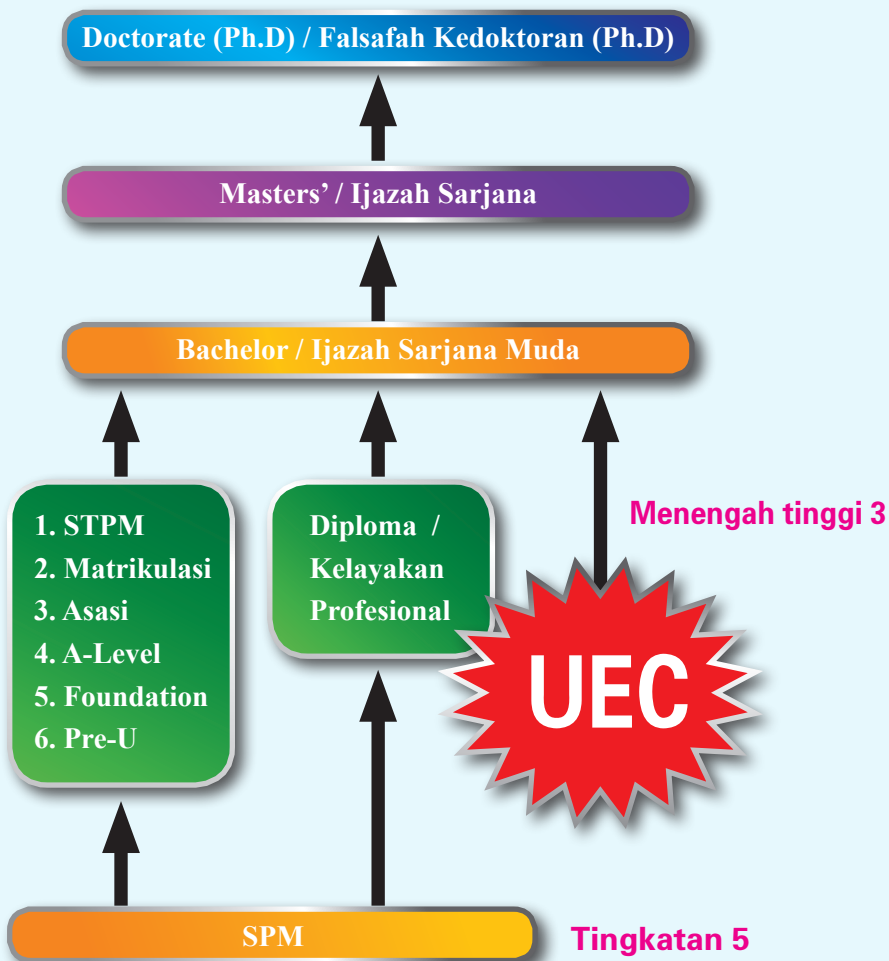 Doctorate (Ph.D) / Falsafah Kedoktoran (Ph.D)
Masters’ / Ijazah Sarjana
Bachelor / Ijazah Sarjana Muda
1. STPM
2. Matrikulasi
3. Asasi
4. A-Level
5. Foundation
6. Pre-U
Diploma /
Kelayakan
Profesional
Menengah tinggi 3
UEC
SPM
Tingkatan 5